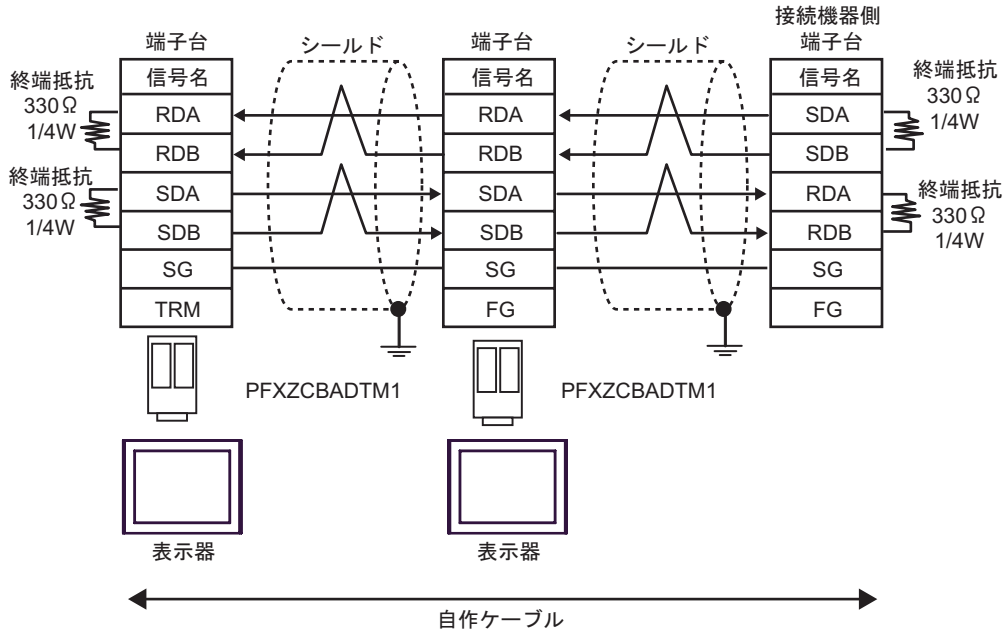 接続機器側
端子台
シールド
端子台
シールド
端子台
終端抵抗
330Ω
1/4W
終端抵抗
330Ω
1/4W
信号名
RDA
RDB
SDA
SDB
SG
TRM
信号名
RDA
RDB
SDA
SDB
SG
FG
信号名
SDA
SDB
RDA
RDB
SG
FG
終端抵抗
330Ω
1/4W
終端抵抗
330Ω
1/4W
PFXZCBADTM1
PFXZCBADTM1
表示器
表示器
自作ケーブル